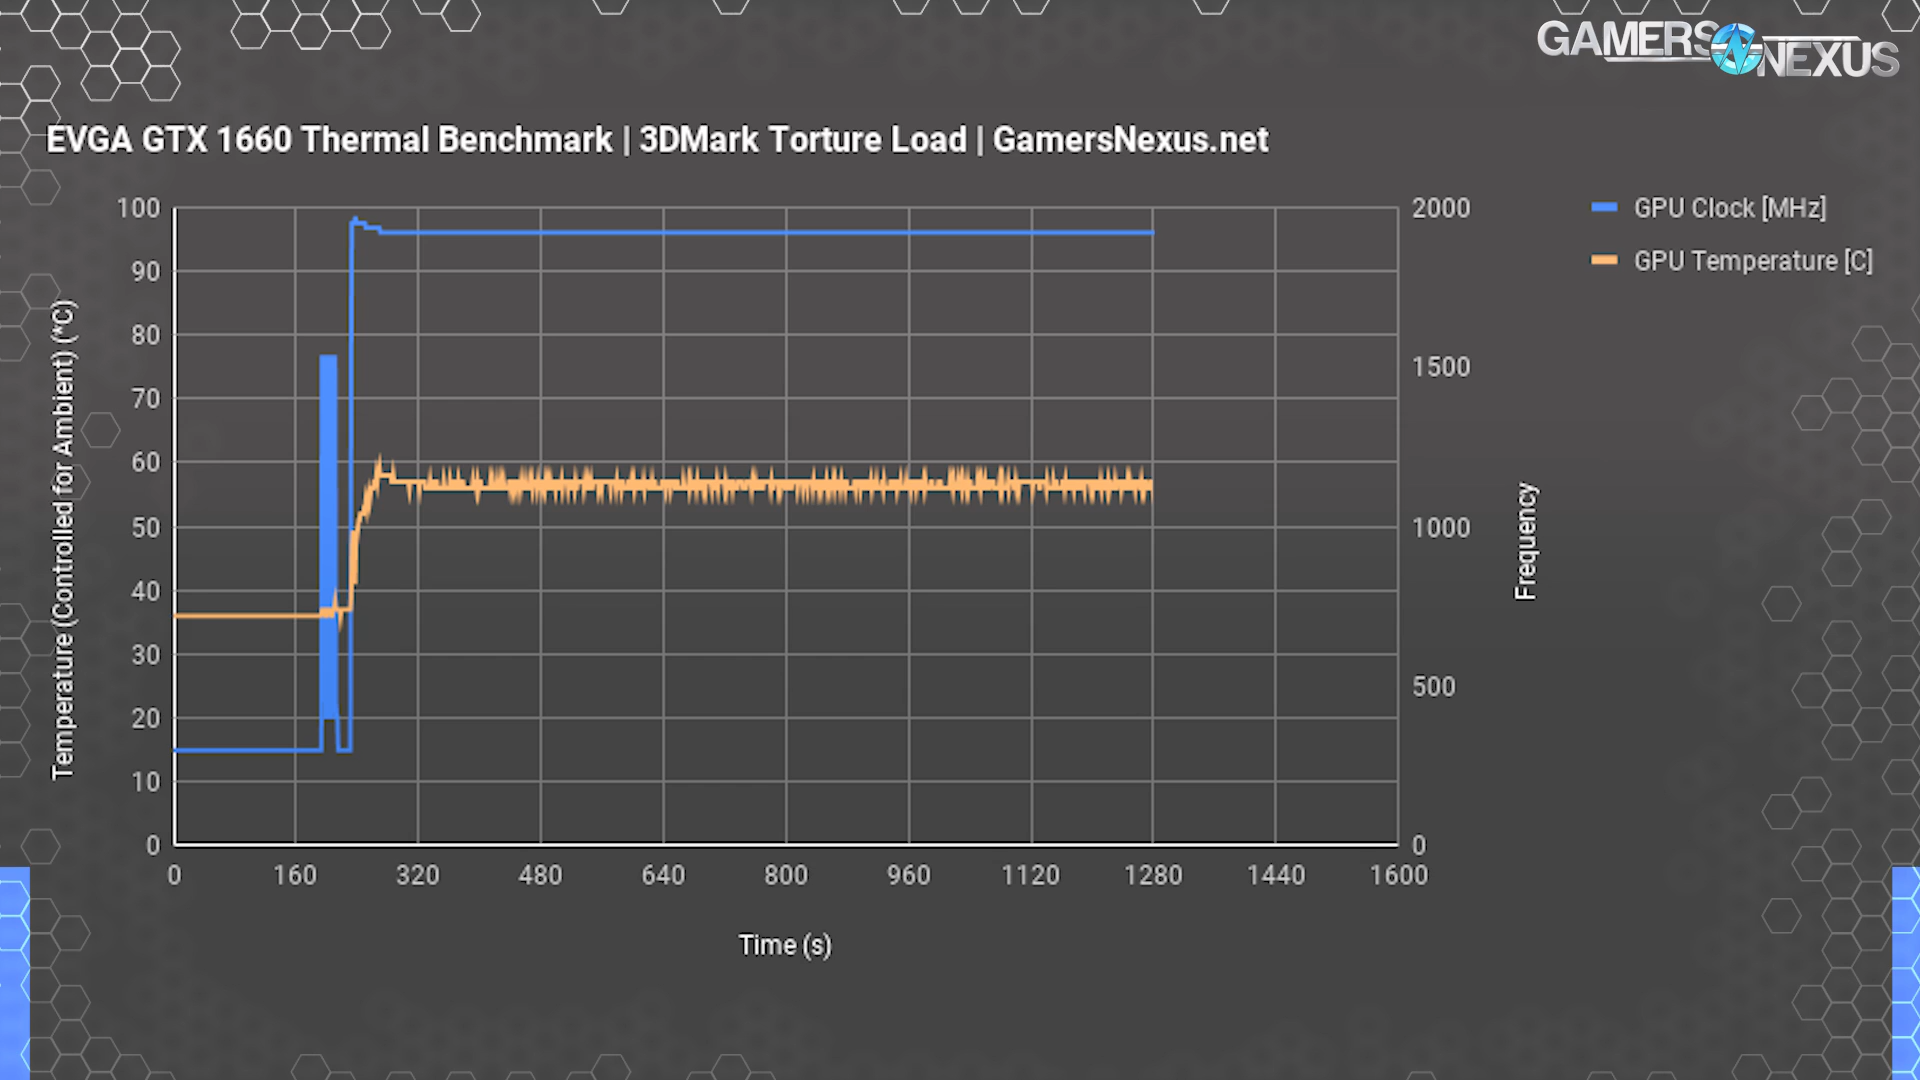 GAMERS NEXUS
EVGA GTX 1660 Thermal Benchmark | 3DMark Torture Load | GamersNexus.net
GPU Clock [MHz]
GPU Temperature [C]
Temperature (Controlled for Ambient) (*C)
100
90
80
70
60
50
40
30
20
10
0
2000
1500
1000
500
0
Frequency
0 160 320 480 640 800 960 1120 1280 1440 1600
Time (s)